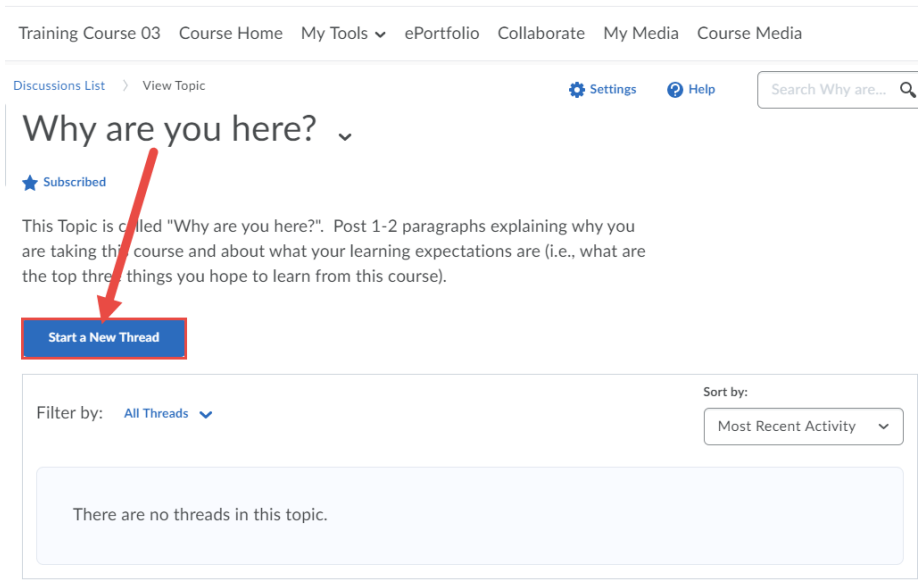 Training Course 03 Course Home My Tools ePortfolio Collaborate My Media Course Media
Discussions List View Topic
Settings Help Search Why are...
Why are you here?
Subscribed
This Topic is called "Why are you here?". Post 1-2 paragraphs explaining why you
are taking this course and about what your learning expectations are (i.e., what are
the top three things you hope to learn from this course).
Start a New Thread
Filter by: All Threads
Sort by:
Most Recent Activity
There are no threads in this topic.